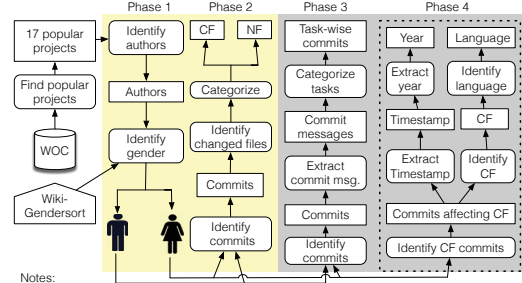 Phase 1
Phase 2
Phase 3
Phase 4
17 popular
projects
Find popular
projects
WOC
Wiki-
Gendersort
Identify
authors
Authors
Identify
gender
CF
NF
Categorize
Identify
changed files
Commits
Identify
commits
Task-wise
commits
Categorize
tasks
Commit
messages
Extract
commit msg.
Commits
Identify
commits
Year
Language
Extract
year
Identify
language
Timestamp
CF
Extract
Timestamp
Identify
CF
Commits affecting CF
Identify CF commits
Notes: